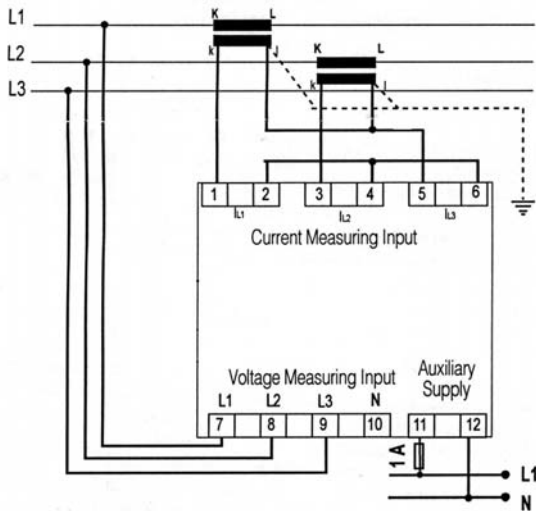 L1
K L
k l
L2
K L
k l
L3
1 2 3 4 5 6
IL1 IL2 IL3
Current Measuring Input
Voltage Measuring Input
Auxiliary
Supply
L1 L2 L3 N
7 8 9 10 11 12
1 A
L1
N